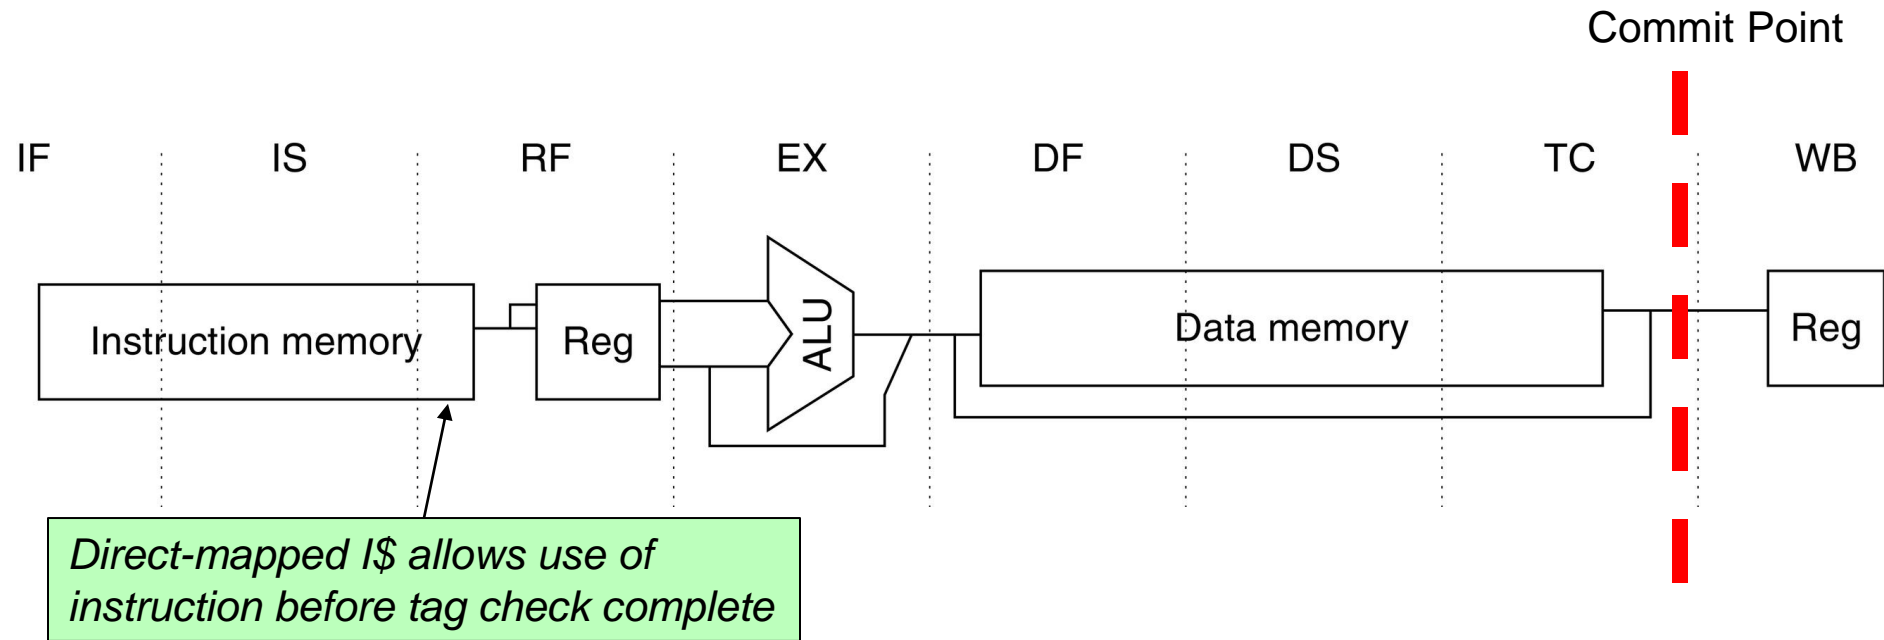 Commit Point
IF IS RF EX DF DS TC WB
Instruction memory Reg ALU Data memory Reg
Direct-mapped I$ allows use of
instruction before tag check complete